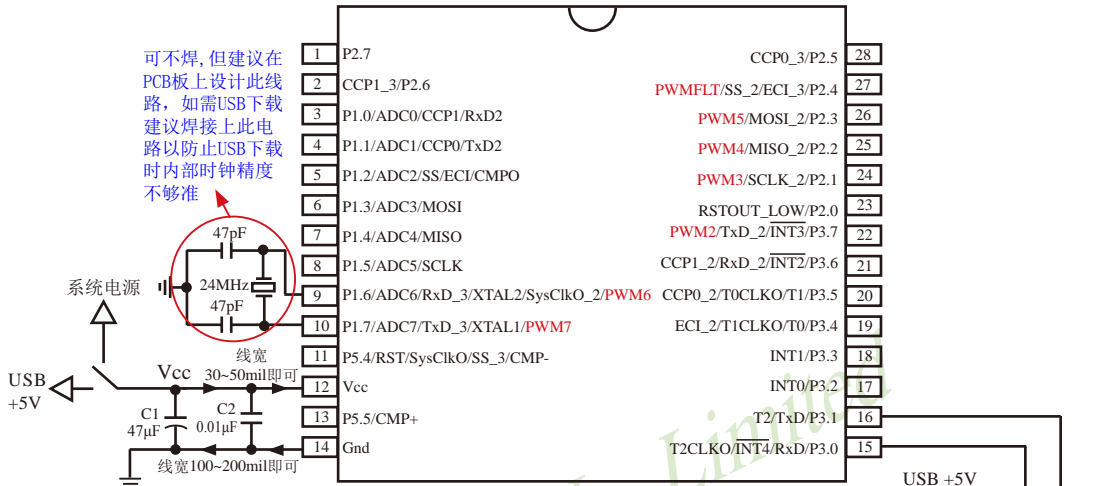 可不焊,但建议在
PCB板上设计此线
路，如需USB下载
建议焊接上此电
路以防止USB下载
时内部时钟精度
不够准
47pF
24MHz
47pF
系统电源
USB
+5V
Vcc
线宽
30~50mil即可
C1
47μF
C2
0.01μF
线宽100~200mil即可
1 P2.7
2 CCP1_3/P2.6
3 P1.0/ADC0/CCP1/RxD2
4 P1.1/ADC1/CCP0/TxD2
5 P1.2/ADC2/SS/ECI/CMPO
6 P1.3/ADC3/MOSI
7 P1.4/ADC4/MISO
8 P1.5/ADC5/SCLK
9 P1.6/ADC6/RxD_3/XTAL2/SysClkO_2/PWM6
10 P1.7/ADC7/TxD_3/XTAL1/PWM7
11 P5.4/RST/SysClkO/SS_3/CMP-
12 Vcc
13 P5.5/CMP+
14 Gnd
CCP0_3/P2.5 28
PWMFLT/SS_2/ECI_3/P2.4 27
PWM5/MOSI_2/P2.3 26
PWM4/MISO_2/P2.2 25
PWM3/SCLK_2/P2.1 24
RSTOUT_LOW/P2.0 23
PWM2/TxD_2/INT3/P3.7 22
CCP1_2/RxD_2/INT2/P3.6 21
CCP0_2/T0CLKO/T1/P3.5 20
ECI_2/T1CLKO/T0/P3.4 19
INT1/P3.3 18
INT0/P3.2 17
T2/TxD/P3.1 16
T2CLKO/INT4/RxD/P3.0 15
USB +5V
Limited